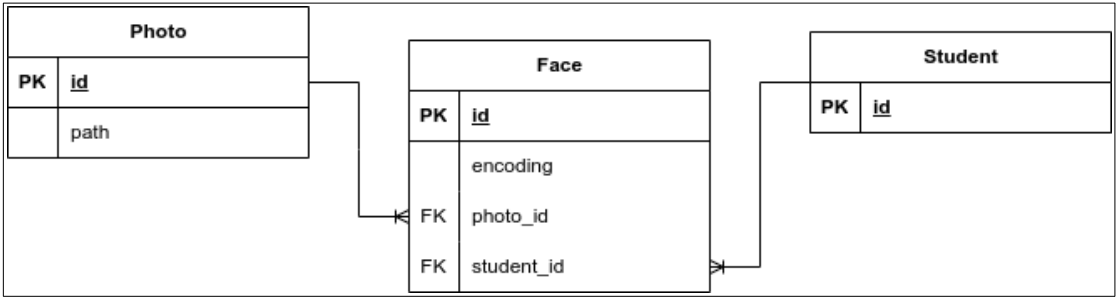 Photo
PK id
path
Face
PK id
encoding
FK photo_id
FK student_id
Student
PK id